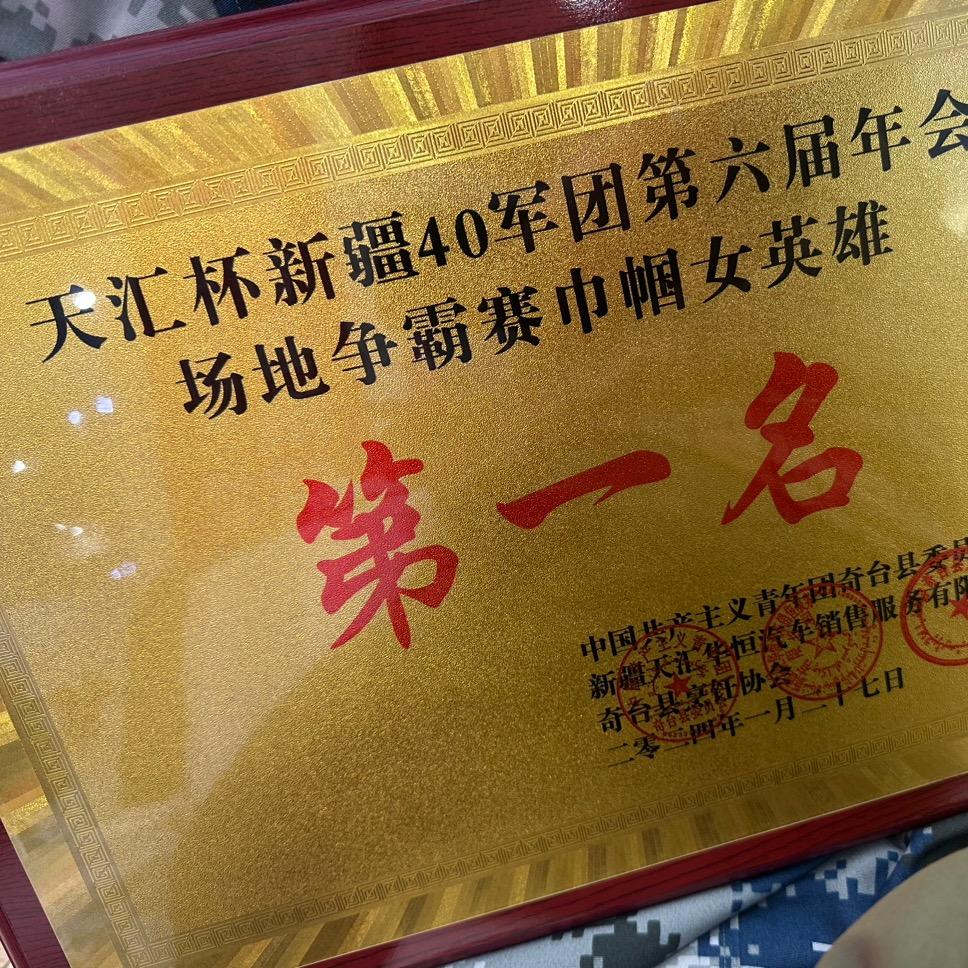 天汇杯新疆40军团第六届年会
场地争霸赛巾帼女英雄
第一名
中国共产主义青年团奇台县委员
新疆天汇华恒汽车销售服务有限
奇台县烹饪协会
二零二四年一月二十七日